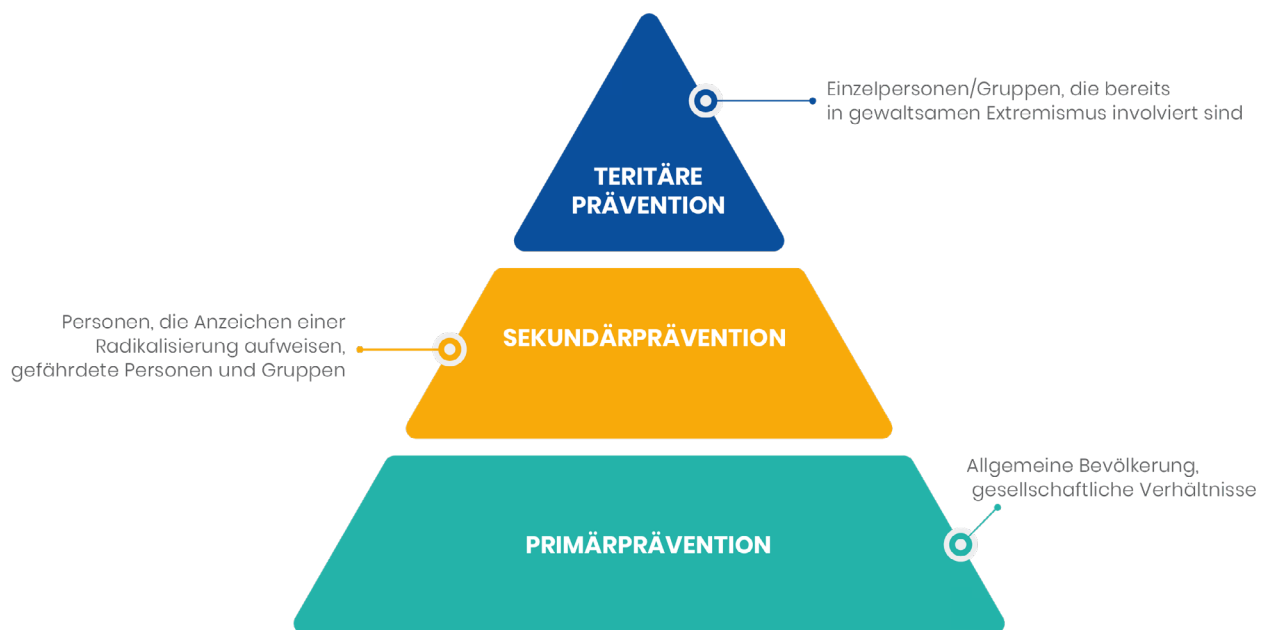 Einzelpersonen/Gruppen, die bereits
in gewaltsamen Extremismus involviert sind
TERITÄRE
PRÄVENTION
Personen, die Anzeichen einer
Radikalisierung aufweisen,
gefährdete Personen und Gruppen
SEKUNDÄRPRÄVENTION
Allgemeine Bevölkerung,
gesellschaftliche Verhältnisse
PRIMÄRPRÄVENTION